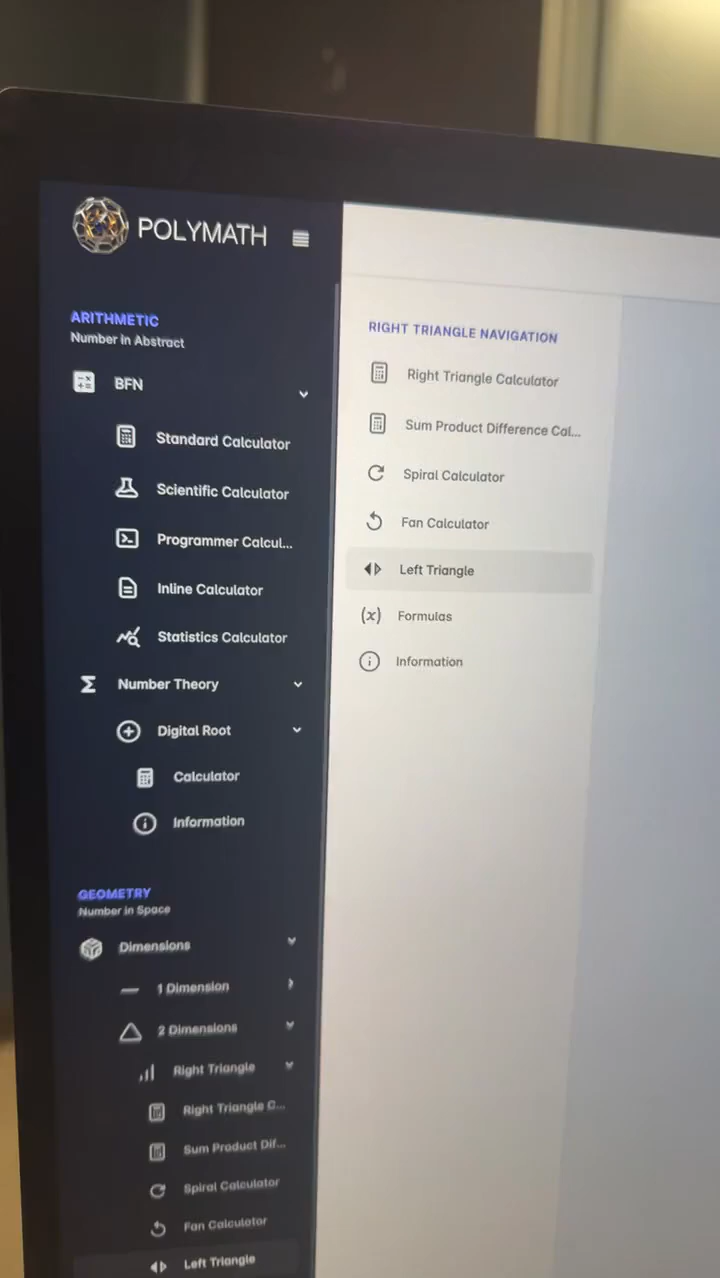 POLYMATH
ARITHMETIC
Number in Abstract
BFN
Standard Calculator
Scientific Calculator
Programmer Calcul...
Inline Calculator
Statistics Calculator
Number Theory
Digital Root
Calculator
Information
GEOMETRY
Number in Space
Dimensions
1 Dimension
2 Dimensions
Right Triangle
Right Triangle C...
Sum Product Dif...
Spiral Calculator
Fan Calculator
Left Triangle
RIGHT TRIANGLE NAVIGATION
Right Triangle Calculator
Sum Product Difference Cal...
Spiral Calculator
Fan Calculator
Left Triangle
(x) Formulas
Information